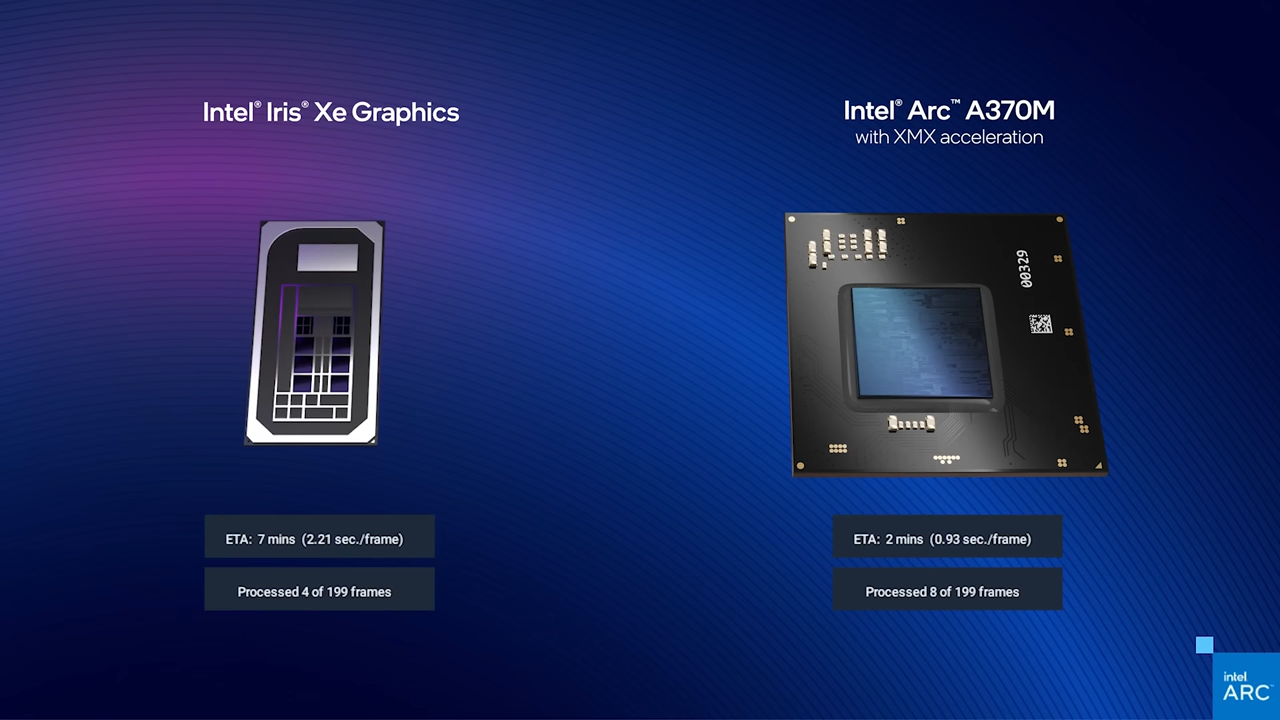 Intel® Iris® Xe Graphics
Intel® Arc™ A370M
with XMX acceleration
00329
ETA: 7 mins (2.21 sec./frame)
Processed 4 of 199 frames
ETA: 2 mins (0.93 sec./frame)
Processed 8 of 199 frames
intel
ARC™